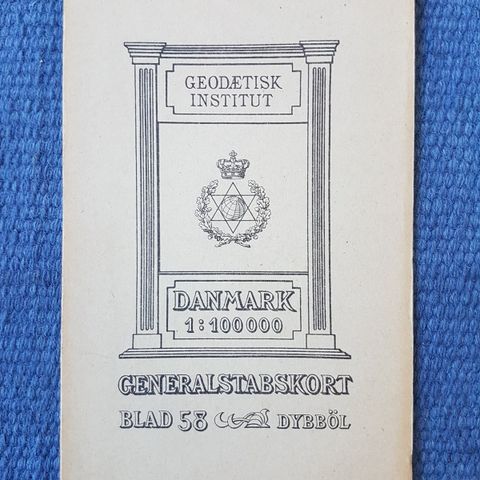 GEODÆTISK
INSTITUT
DANMARK
1:100000
GENERALSTABSKORT
BLAD 58 DYBBÖL